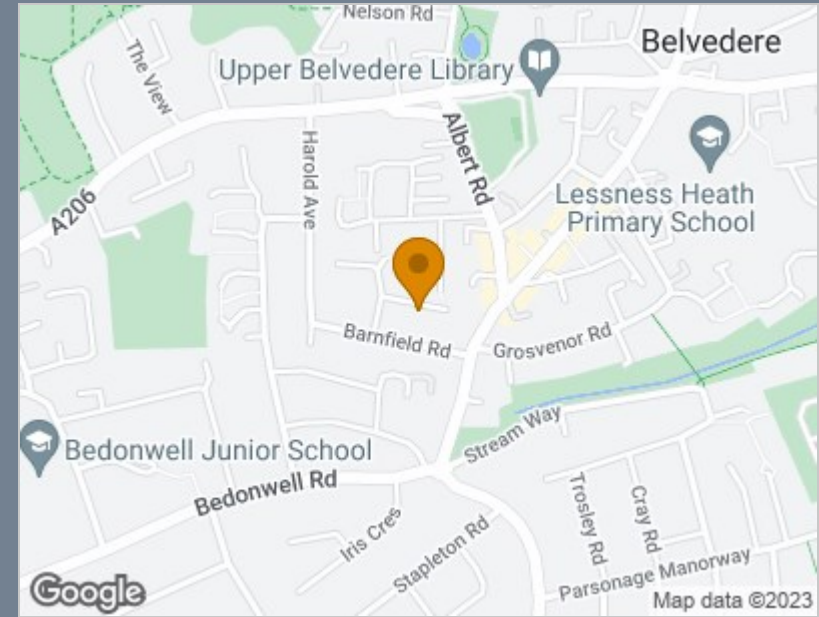 Nelson Rd
Belvedere
The View
Upper Belvedere Library
Harold Ave
Albert Rd
A206
Lessness Heath
Primary School
Barnfield Rd
Grosvenor Rd
Bedonwell Junior School
Stream Way
Bedonwell Rd
Trosley Rd
Cray Rd
Iris Cres
Stapleton Rd
Parsonage Manorway
Google
Map data ©2023